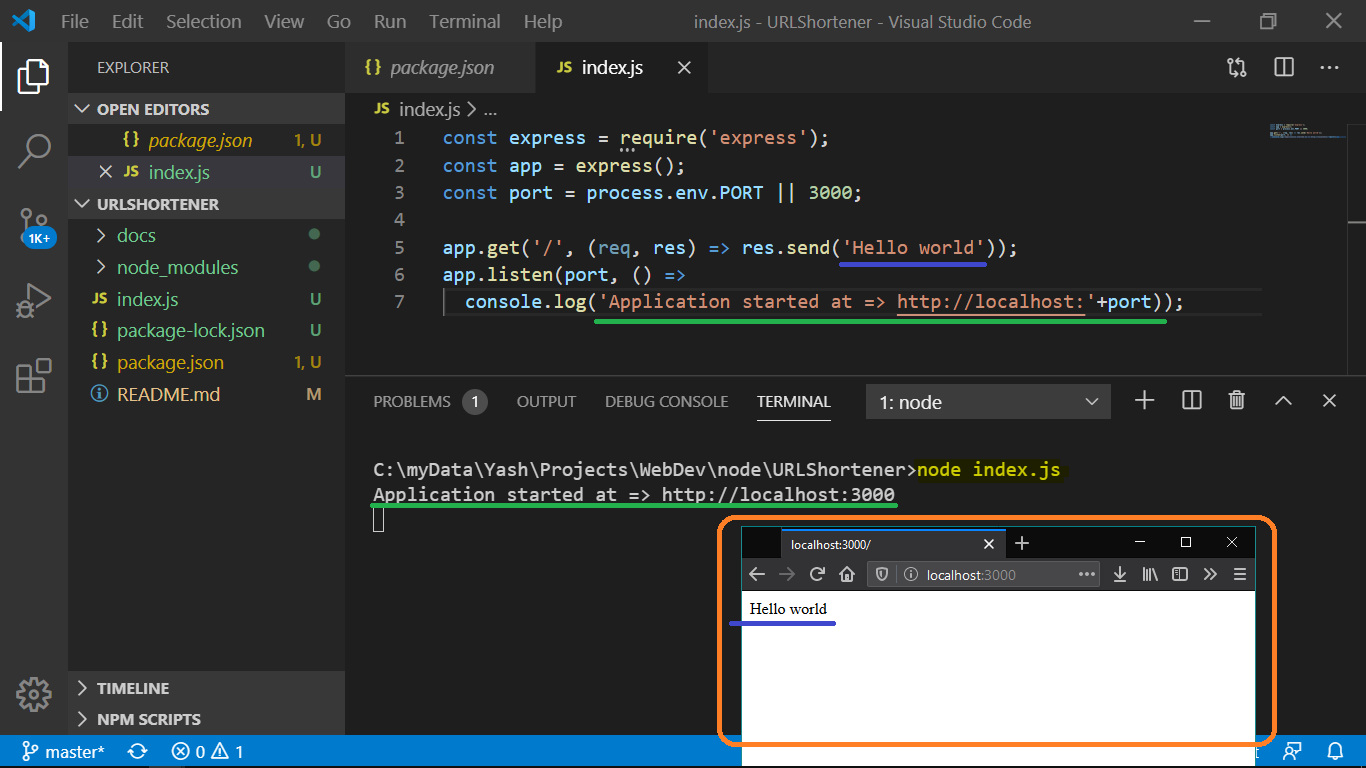 File Edit Selection View Go Run Terminal Help index.js - URLShortener - Visual Studio Code
EXPLORER
OPEN EDITORS
{} package.json 1, U
JS index.js U
URLSHORTENER
docs
node_modules
JS index.js U
{} package-lock.json U
{} package.json 1, U
README.md M
TIMELINE
NPM SCRIPTS
1K+
{} package.json JS index.js
JS index.js > ...
1 const express = require('express');
2 const app = express();
3 const port = process.env.PORT || 3000;
4
5 app.get('/', (req, res) => res.send('Hello world'));
6 app.listen(port, () =>
7 console.log('Application started at => http://localhost:'+port));
PROBLEMS 1 OUTPUT DEBUG CONSOLE TERMINAL 1: node
C:\myData\Yash\Projects\WebDev\node\URLShortener>node index.js
Application started at => http://localhost:3000
localhost:3000/
localhost:3000
Hello world
master* 0 1